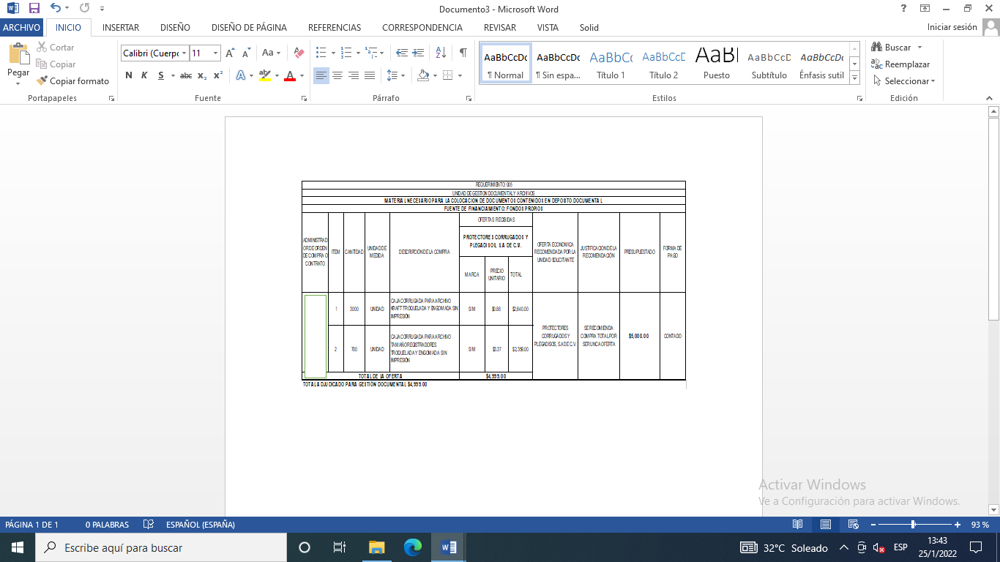 Documento3 - Microsoft Word
ARCHIVO INICIO INSERTAR DISEÑO DISEÑO DE PÁGINA REFERENCIAS CORRESPONDENCIA REVISAR VISTA Solid
Iniciar sesión
Pegar
Cortar
Copiar
Copiar formato
Portapapeles
Calibri (Cuerpo 11
N K S abc x₂ x²
Fuente
Párrafo
AaBbCcDc AaBbCcDc AaBbCc AaBbCcD AaBl AaBbCcD AaBbCcDc
¶ Normal ¶ Sin espa... Título 1 Título 2 Puesto Subtítulo Énfasis sutil
Estilos
Buscar
Reemplazar
Seleccionar
Edición
REQUERIMIENTO 005
UNIDAD DE GESTION DOCUMENTAL Y ARCHIVOS
MATERIAL NECESARIO PARA LA COLOCACION DE DOCUMENTOS CONTENIDOS EN DEPOSITO DOCUMENTAL
FUENTE DE FINANCIAMIENTO: FONDOS PROPIOS
ADMINISTRAD
OR DE ORDEN
DE COMPRA O
CONTRATO
ITEM
CANTIDAD
UNIDAD DE
MEDIDA
DESCRIPCIÓN DE LA COMPRA
OFERTAS RECIBIDAS
PROTECTORES CORRUGADOS Y
PLEGADISOS, S.A DE C.V.
MARCA
PRECIO
UNITARIO
TOTAL
OFERTA ECONOMICA
RECOMENDADA POR LA
UNIDAD SOLICITANTE
JUSTIFICACION DE LA
RECOMENDACIÓN
PRESUPUESTADO
FORMA DE
PAGO
1
3000
UNIDAD
CAJA CORRUGADA PARA ARCHIVO
KRAFT TROQUELADA Y ENGOMADA SIN
IMPRESIÓN
S/M
$0.88
$2,640.00
2
700
UNIDAD
CAJA CORRUGADA PARA ARCHIVO
TAMAÑO REGISTRADORES
TROQUELADA Y ENGOMADA SIN
IMPRESIÓN
S/M
$3.37
$2,359.00
PROTECTORES
CORRUGADOS Y
PLEGADISOS, S.A DE C.V.
SE RECOMIENDA
COMPRA TOTAL POR
SER UNICA OFERTA
$5,000.00
CONTADO
TOTAL DE LA OFERTA
$4,999.00
TOTAL ADJUDICADO PARA GESTIÓN DOCUMENTAL $4,999.00
Activar Windows
Ve a Configuración para activar Windows.
PÁGINA 1 DE 1 0 PALABRAS ESPAÑOL (ESPAÑA)
93 %
Escribe aquí para buscar
32°C Soleado
ESP
13:43
25/1/2022